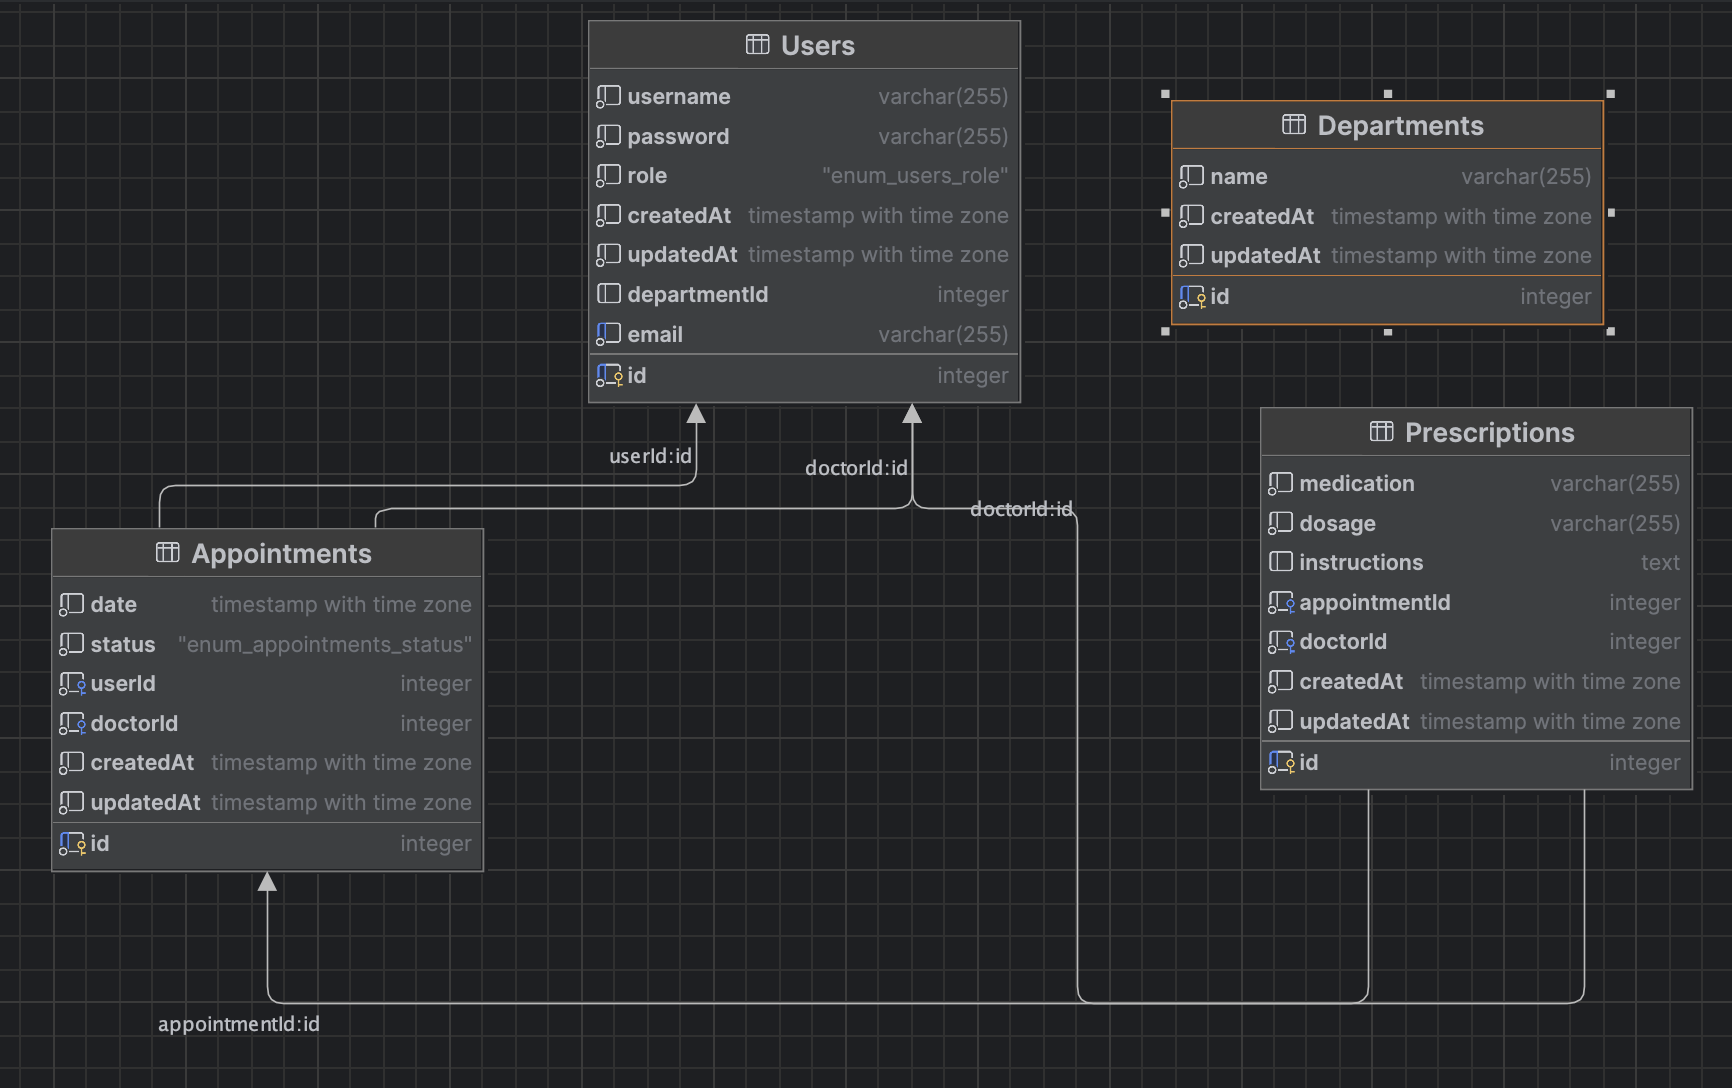 Users
username varchar(255)
password varchar(255)
role "enum_users_role"
createdAt timestamp with time zone
updatedAt timestamp with time zone
departmentId integer
email varchar(255)
id integer
Departments
name varchar(255)
createdAt timestamp with time zone
updatedAt timestamp with time zone
id integer
userId:id
doctorId:id
doctorId:id
Appointments
date timestamp with time zone
status "enum_appointments_status"
userId integer
doctorId integer
createdAt timestamp with time zone
updatedAt timestamp with time zone
id integer
Prescriptions
medication varchar(255)
dosage varchar(255)
instructions text
appointmentId integer
doctorId integer
createdAt timestamp with time zone
updatedAt timestamp with time zone
id integer
appointmentId:id